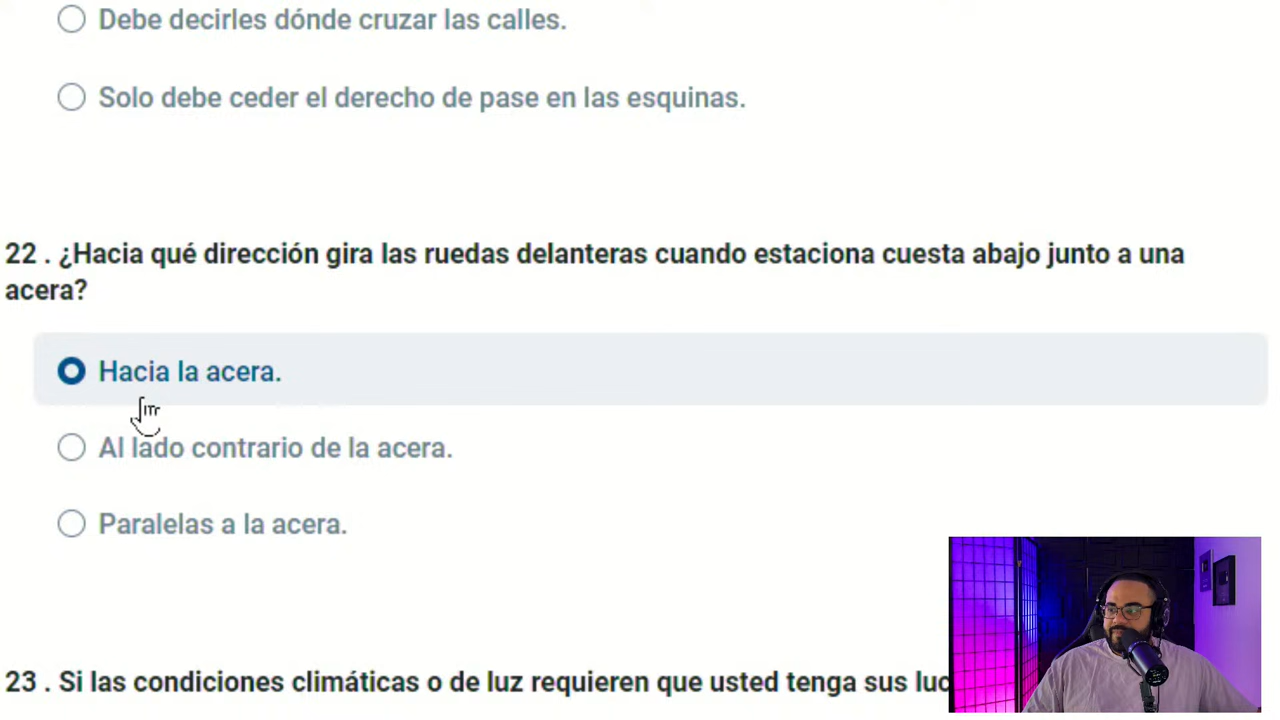 Debe decirles dónde cruzar las calles.
Solo debe ceder el derecho de pase en las esquinas.
22 . ¿Hacia qué dirección gira las ruedas delanteras cuando estaciona cuesta abajo junto a una
acera?
Hacia la acera.
Al lado contrario de la acera.
Paralelas a la acera.
23 . Si las condiciones climáticas o de luz requieren que usted tenga sus